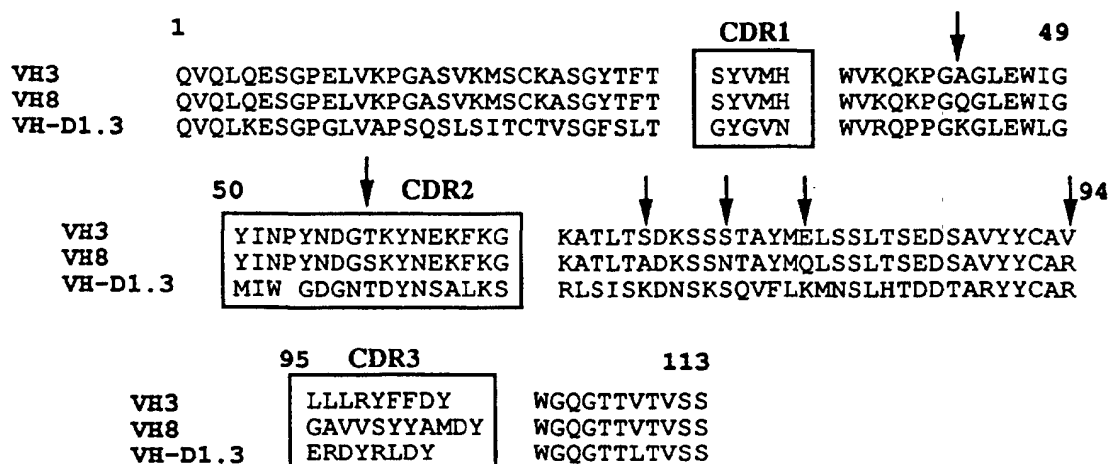 1 CDR1 49
VH3 QVQLQESGPELVKPGASVKMSCKASGYTFT SYVMH WVKQKPGAGLEWIG
VH8 QVQLQESGPELVKPGASVKMSCKASGYTFT SYVMH WVKQKPGQGLEWIG
VH-D1.3 QVQLKESGPGLVAPSQSLSITCTVSGFSLT GYGVN WVRQPPGKGLEWLG
50 CDR2 94
VH3 YINPYNDGTKYNEKFKG KATLTSDKSSSTAYMELSSLTSEDSAVYYCAV
VH8 YINPYNDGSKYNEKFKG KATLTADKSSNTAYMQLSSLTSEDSAVYYCAR
VH-D1.3 MIW GDGNTDYNSALKS RLSISKDNSKSQVFLKMNSLHTDDTARYYCAR
95 CDR3 113
VH3 LLLRYFFDY WGQGTTVTVSS
VH8 GAVVSYYAMDY WGQGTTVTVSS
VH-D1.3 ERDYRLDY WGQGTTLTVSS